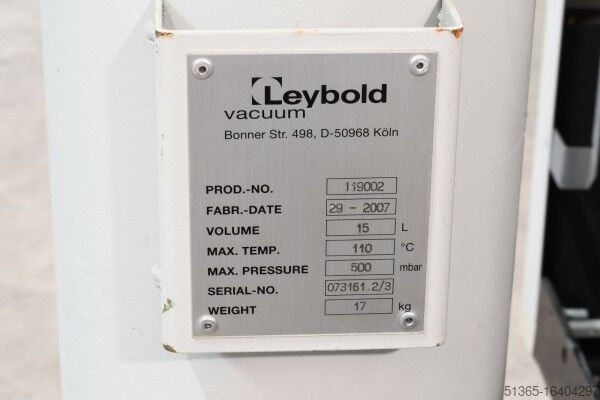 Leybold
vacuum
Bonner Str. 498, D-50968 Köln
PROD.-NO. 119002
FABR.-DATE 29 - 2007
VOLUME 15 L
MAX. TEMP. 110 °C
MAX. PRESSURE 500 mbar
SERIAL-NO. 073161.2/3
WEIGHT 17 kg
51365-16404297